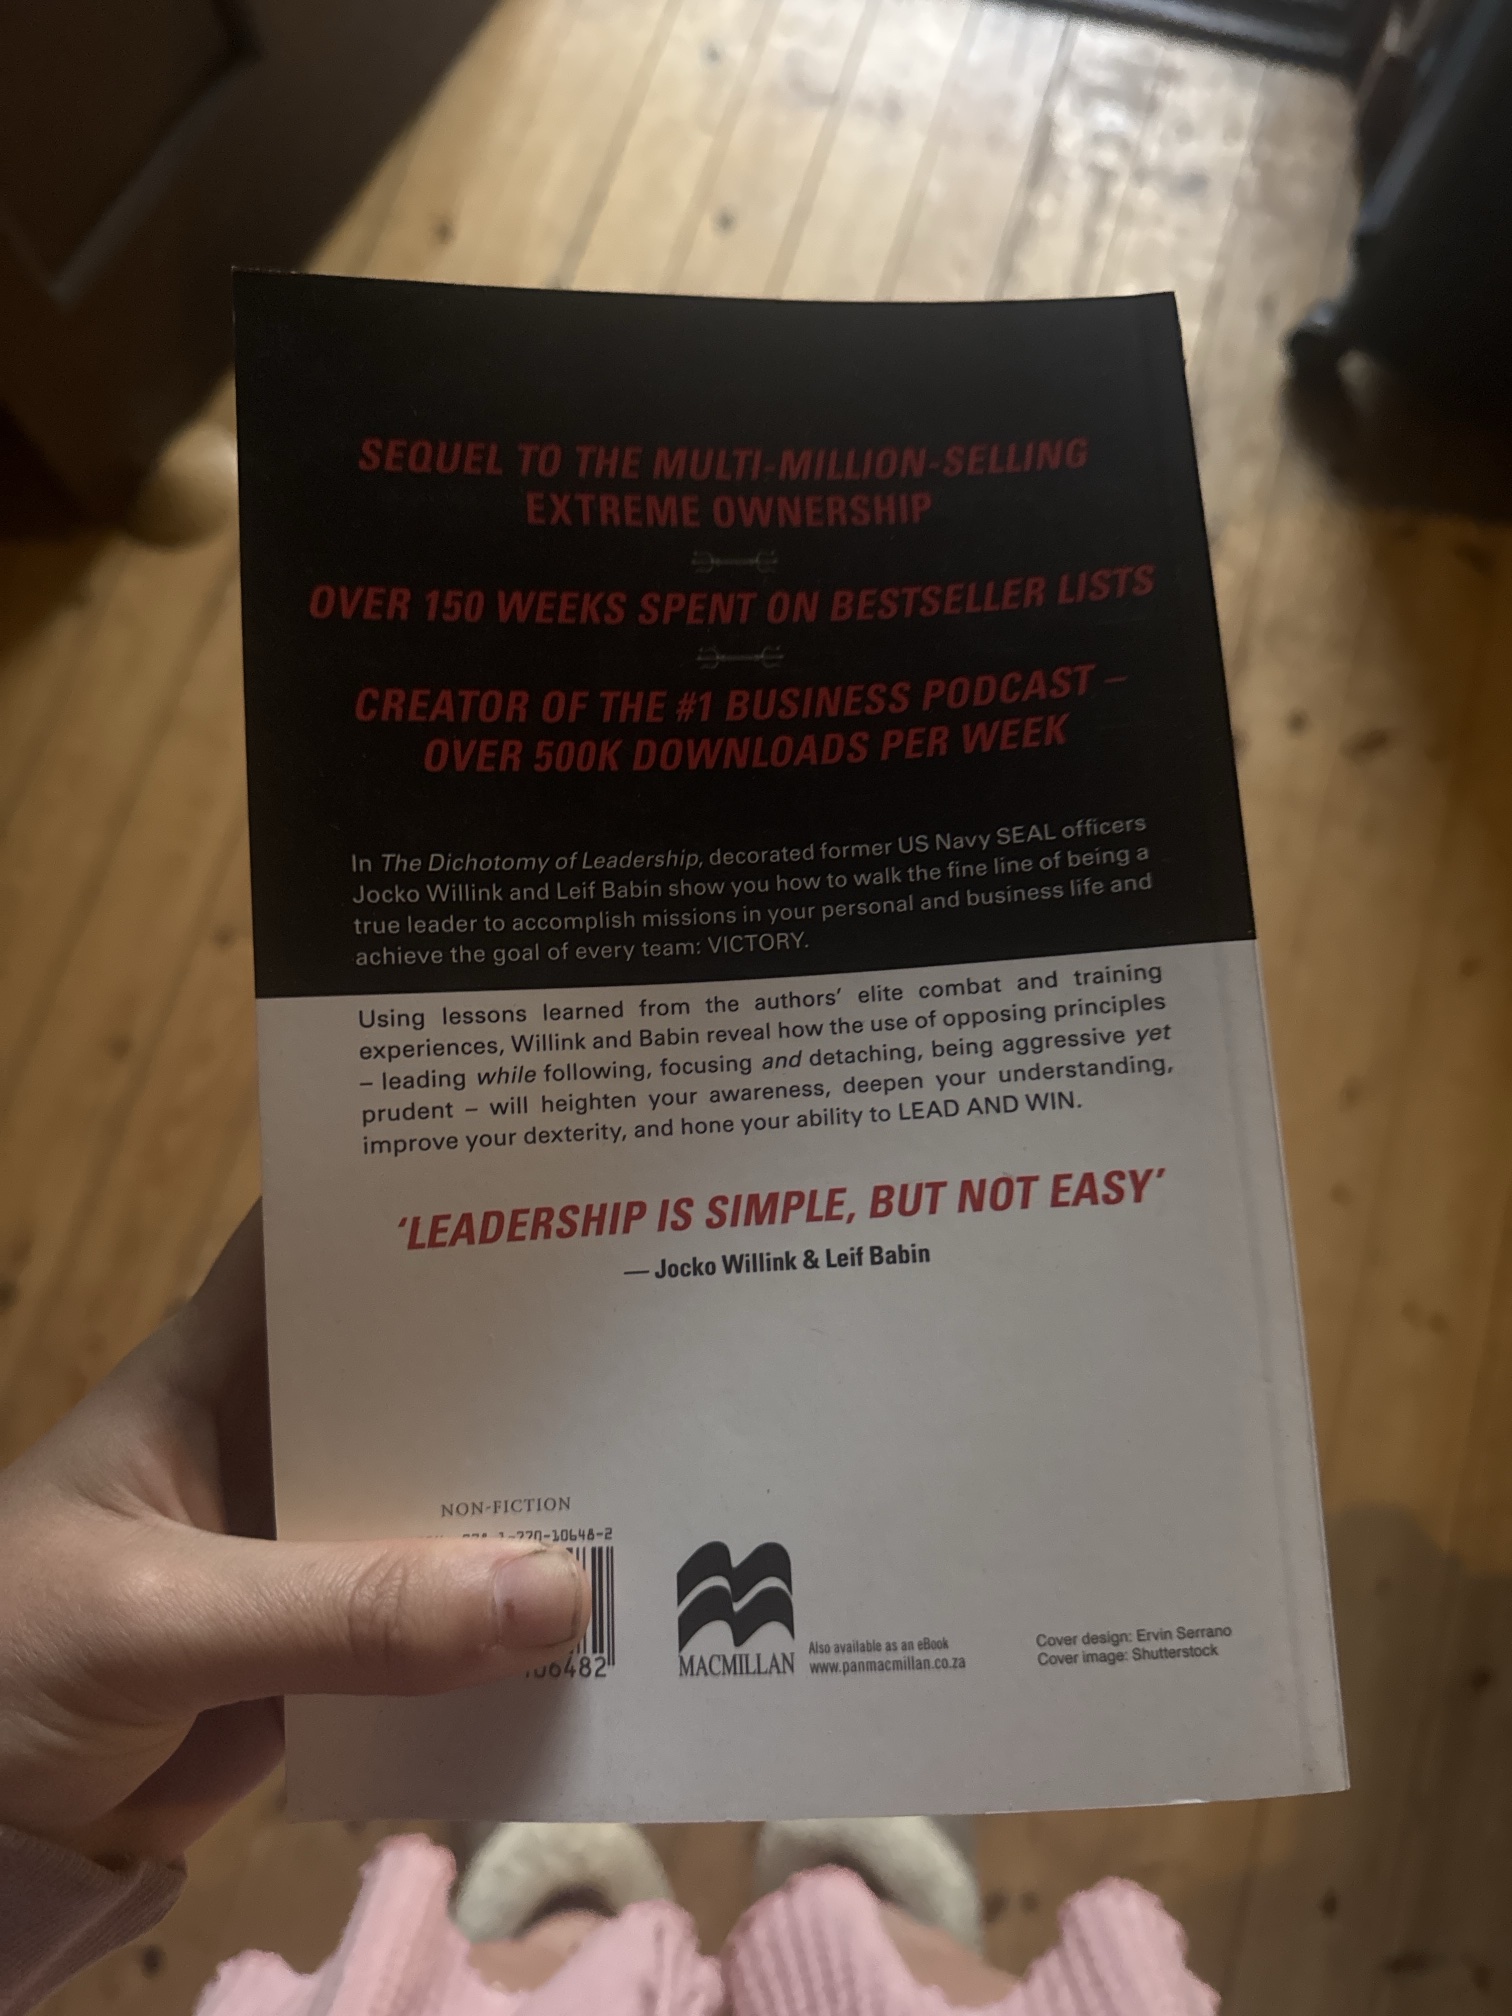 SEQUEL TO THE MULTI-MILLION-SELLING
EXTREME OWNERSHIP
OVER 150 WEEKS SPENT ON BESTSELLER LISTS
CREATOR OF THE #1 BUSINESS PODCAST –
OVER 500K DOWNLOADS PER WEEK
In The Dichotomy of Leadership, decorated former US Navy SEAL officers
Jocko Willink and Leif Babin show you how to walk the fine line of being a
true leader to accomplish missions in your personal and business life and
achieve the goal of every team: VICTORY.
Using lessons learned from the authors’ elite combat and training
experiences, Willink and Babin reveal how the use of opposing principles
– leading while following, focusing and detaching, being aggressive yet
prudent – will heighten your awareness, deepen your understanding,
improve your dexterity, and hone your ability to LEAD AND WIN.
‘LEADERSHIP IS SIMPLE, BUT NOT EASY’
— Jocko Willink & Leif Babin
NON-FICTION
-10648-2
06482
MACMILLAN
Also available as an eBook
www.panmacmillan.co.za
Cover design: Ervin Serrano
Cover image: Shutterstock